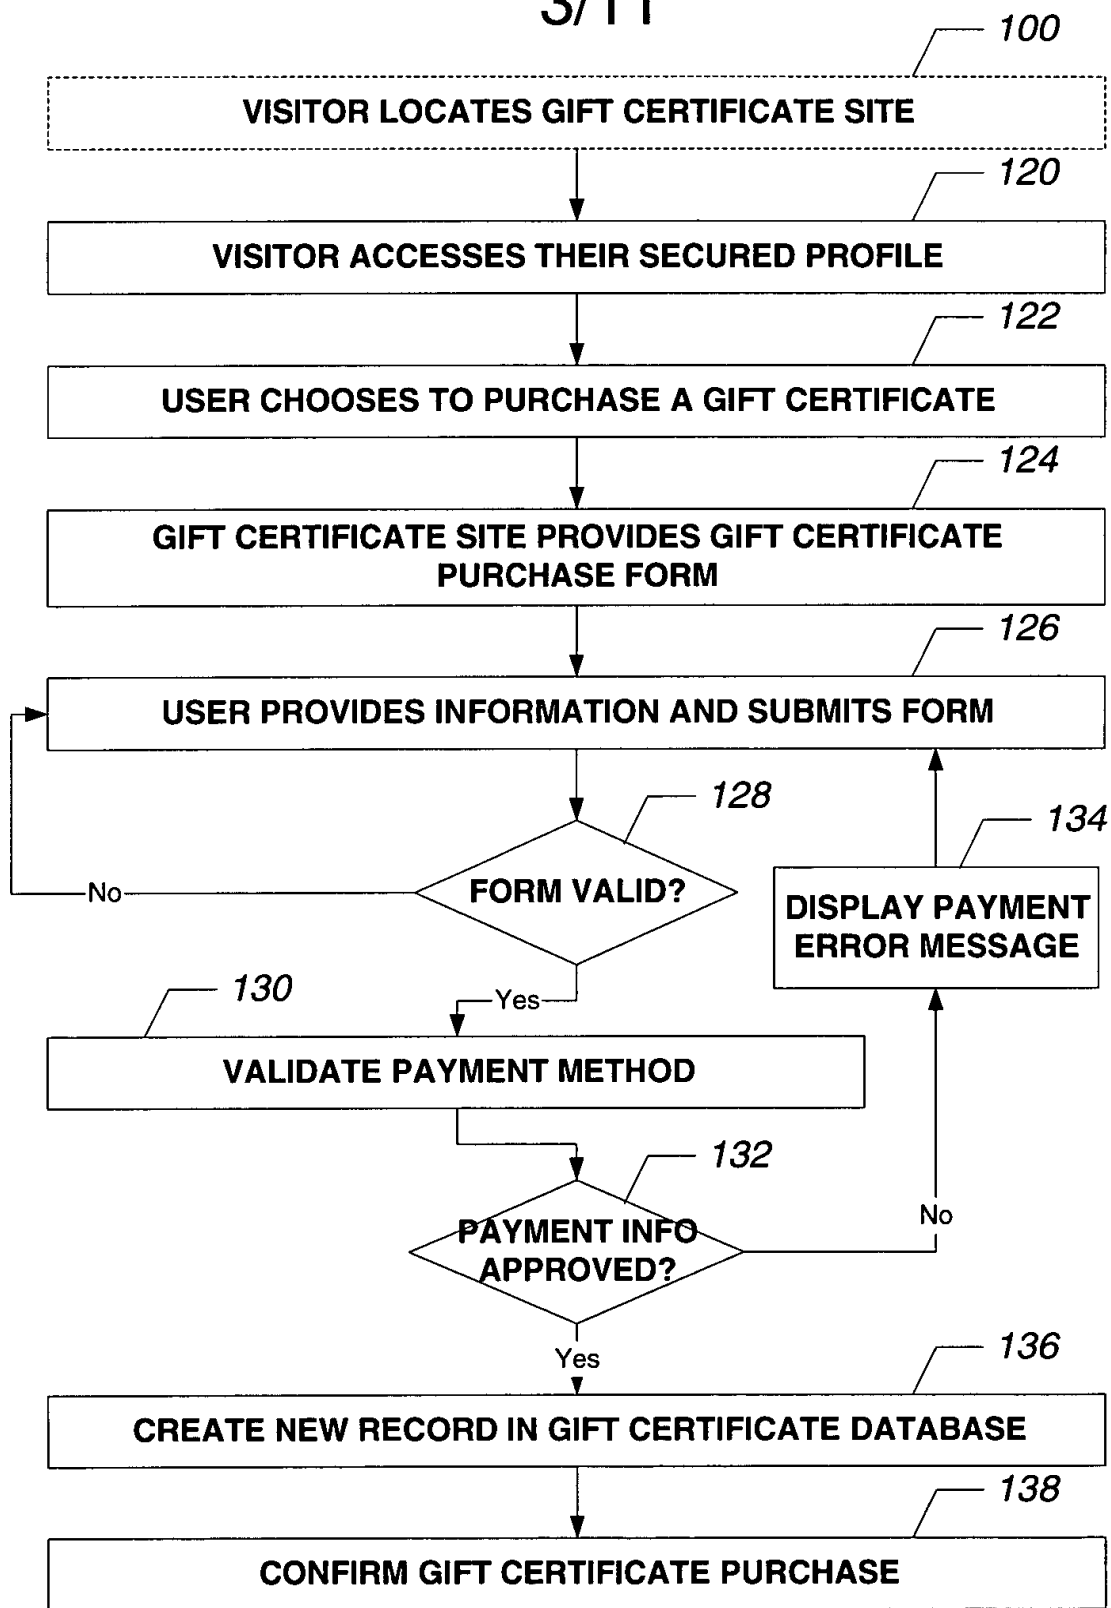 3/11
100
VISITOR LOCATES GIFT CERTIFICATE SITE
120
VISITOR ACCESSES THEIR SECURED PROFILE
122
USER CHOOSES TO PURCHASE A GIFT CERTIFICATE
124
GIFT CERTIFICATE SITE PROVIDES GIFT CERTIFICATE
PURCHASE FORM
126
USER PROVIDES INFORMATION AND SUBMITS FORM
128
FORM VALID?
No
134
DISPLAY PAYMENT
ERROR MESSAGE
Yes
130
VALIDATE PAYMENT METHOD
132
PAYMENT INFO
APPROVED?
No
Yes
136
CREATE NEW RECORD IN GIFT CERTIFICATE DATABASE
138
CONFIRM GIFT CERTIFICATE PURCHASE